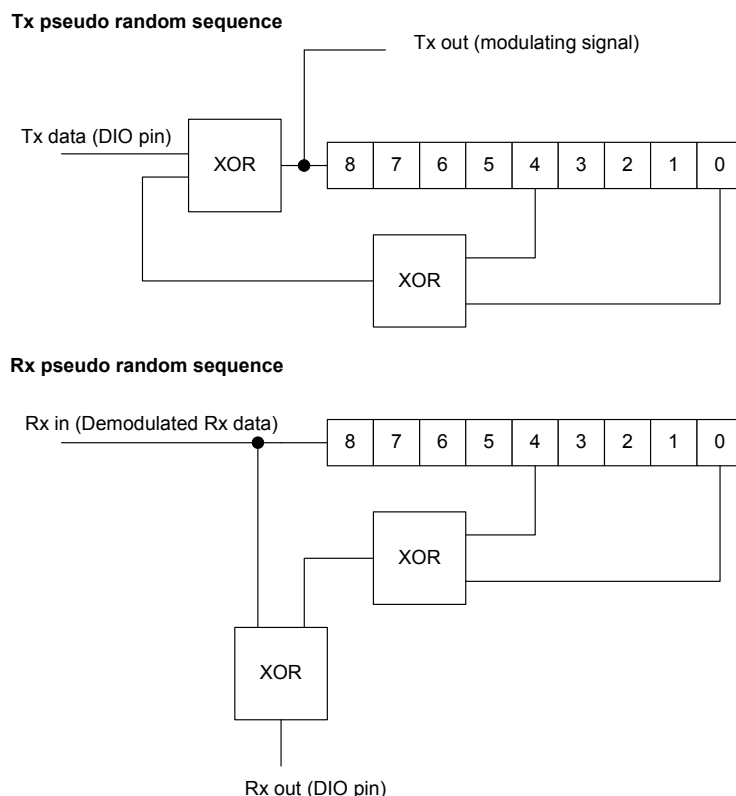 Tx pseudo random sequence
Tx out (modulating signal)
Tx data (DIO pin)
XOR
8 7 6 5 4 3 2 1 0
XOR
Rx pseudo random sequence
Rx in (Demodulated Rx data)
8 7 6 5 4 3 2 1 0
XOR
XOR
Rx out (DIO pin)